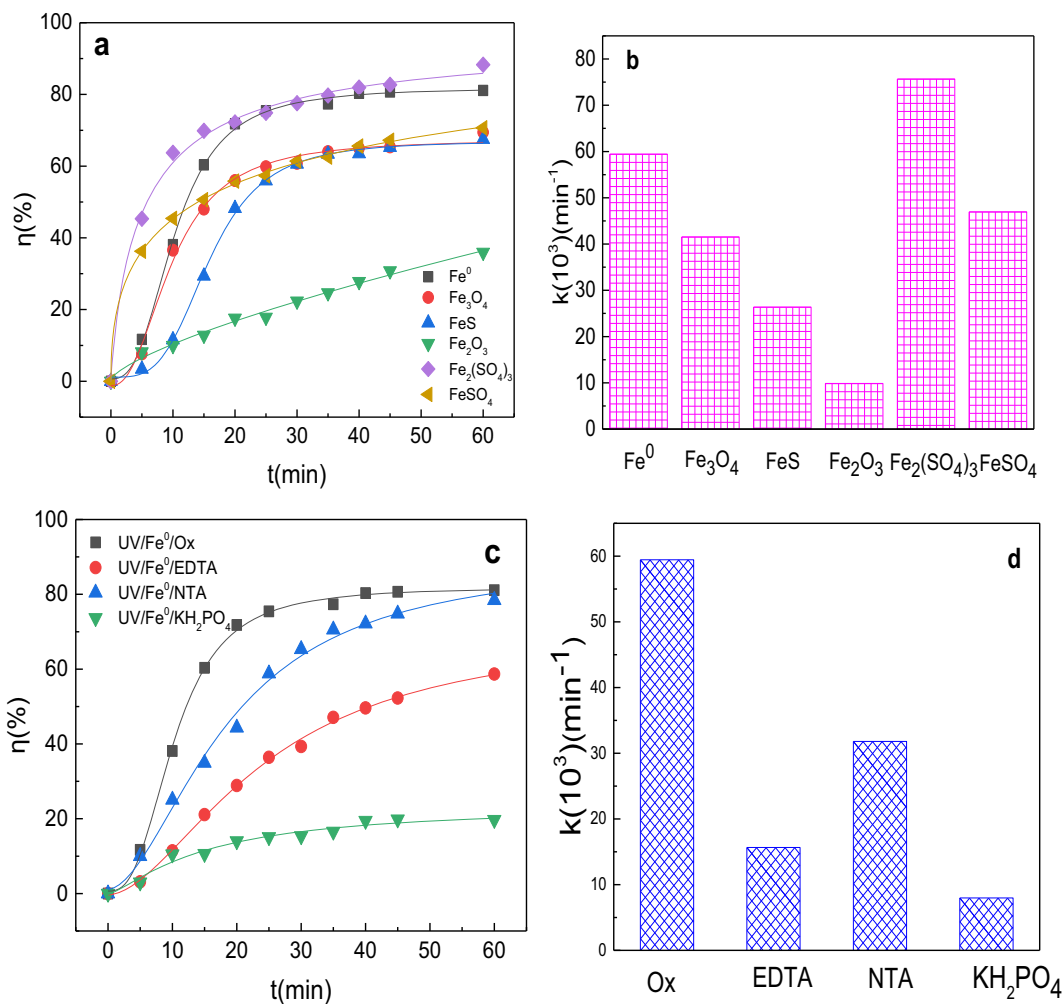 a
100
80
60
40
20
0
η(%)
Fe⁰
Fe₃O₄
FeS
Fe₂O₃
Fe₂(SO₄)₃
FeSO₄
0 10 20 30 40 50 60
t(min)
b
80
75
70
60
50
40
30
20
10
0
k(10³)(min⁻¹)
Fe⁰ Fe₃O₄ FeS Fe₂O₃ Fe₂(SO₄)₃ FeSO₄
c
100
80
60
40
20
0
η(%)
UV/Fe⁰/Ox
UV/Fe⁰/EDTA
UV/Fe⁰/NTA
UV/Fe⁰/KH₂PO₄
0 10 20 30 40 50 60
t(min)
d
60
50
40
30
20
10
0
k(10³)(min⁻¹)
Ox EDTA NTA KH₂PO₄